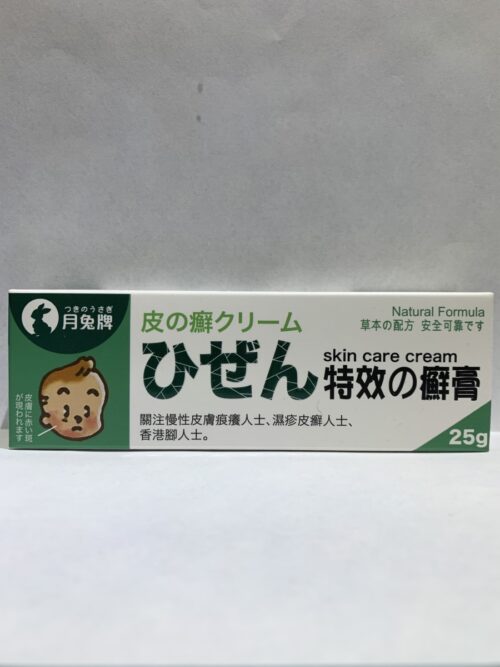 つきのうさぎ
月兔牌
Natural Formula
草本の配方 安全可靠です
皮の癬クリーム
ひぜん
skin care cream
特效の癬膏
皮膚に赤い斑
が現われます
關注慢性皮膚痕癢人士、濕疹皮癬人士、
香港腳人士。
25g